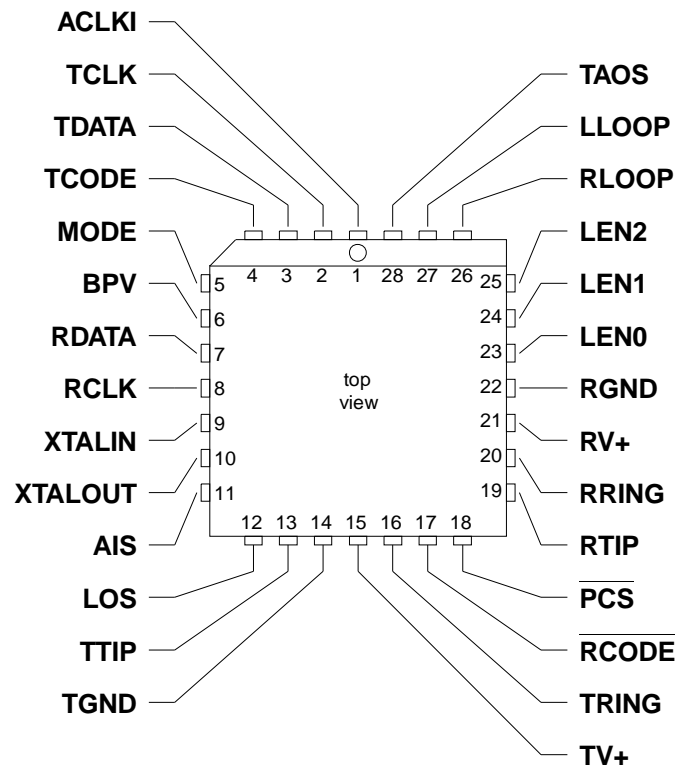 ACLKI
TCLK
TDATA
TCODE
MODE
BPV
RDATA
RCLK
XTALIN
XTALOUT
AIS
LOS
TTIP
TGND
TAOS
LLOOP
RLOOP
LEN2
LEN1
LEN0
RGND
RV+
RRING
RTIP
PCS
RCODE
TRING
TV+
4 3 2 1 28 27 26
5
6
7
8
9
10
11
25
24
23
22
21
20
19
top
view
12 13 14 15 16 17 18